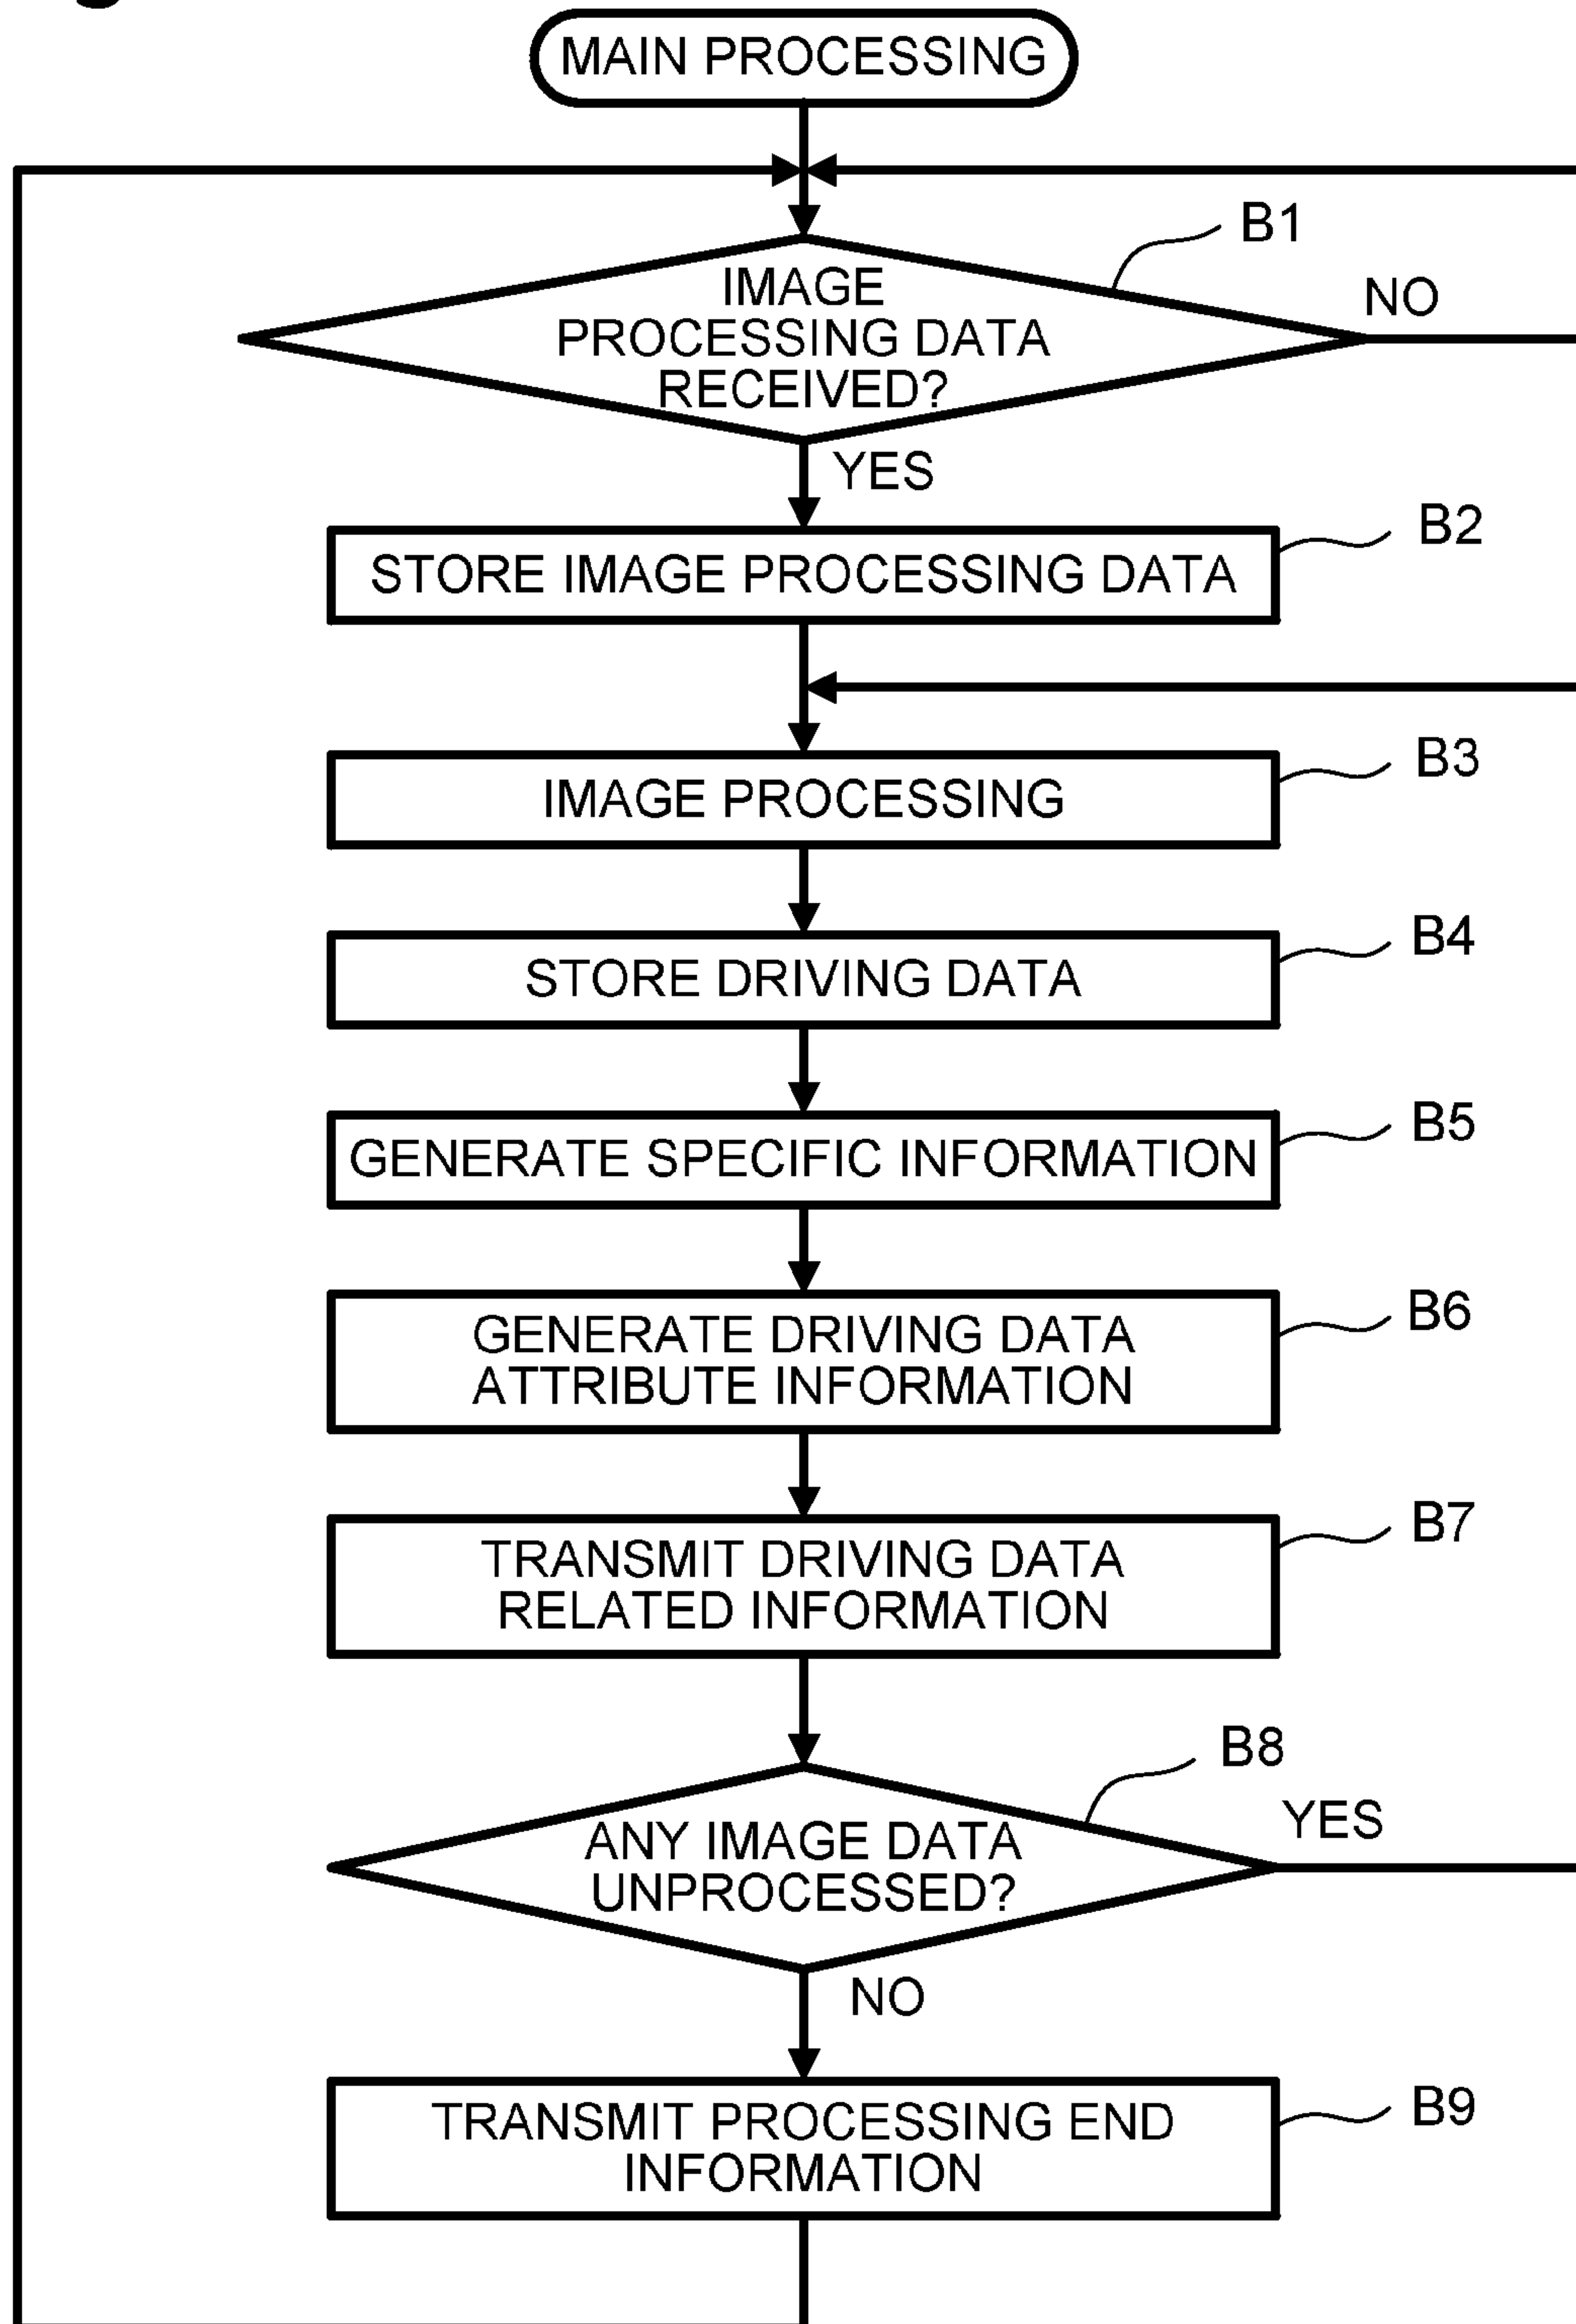 MAIN PROCESSING
B1
IMAGE
PROCESSING DATA
RECEIVED?
NO
YES
B2
STORE IMAGE PROCESSING DATA
B3
IMAGE PROCESSING
B4
STORE DRIVING DATA
B5
GENERATE SPECIFIC INFORMATION
B6
GENERATE DRIVING DATA
ATTRIBUTE INFORMATION
B7
TRANSMIT DRIVING DATA
RELATED INFORMATION
B8
YES
ANY IMAGE DATA
UNPROCESSED?
NO
B9
TRANSMIT PROCESSING END
INFORMATION